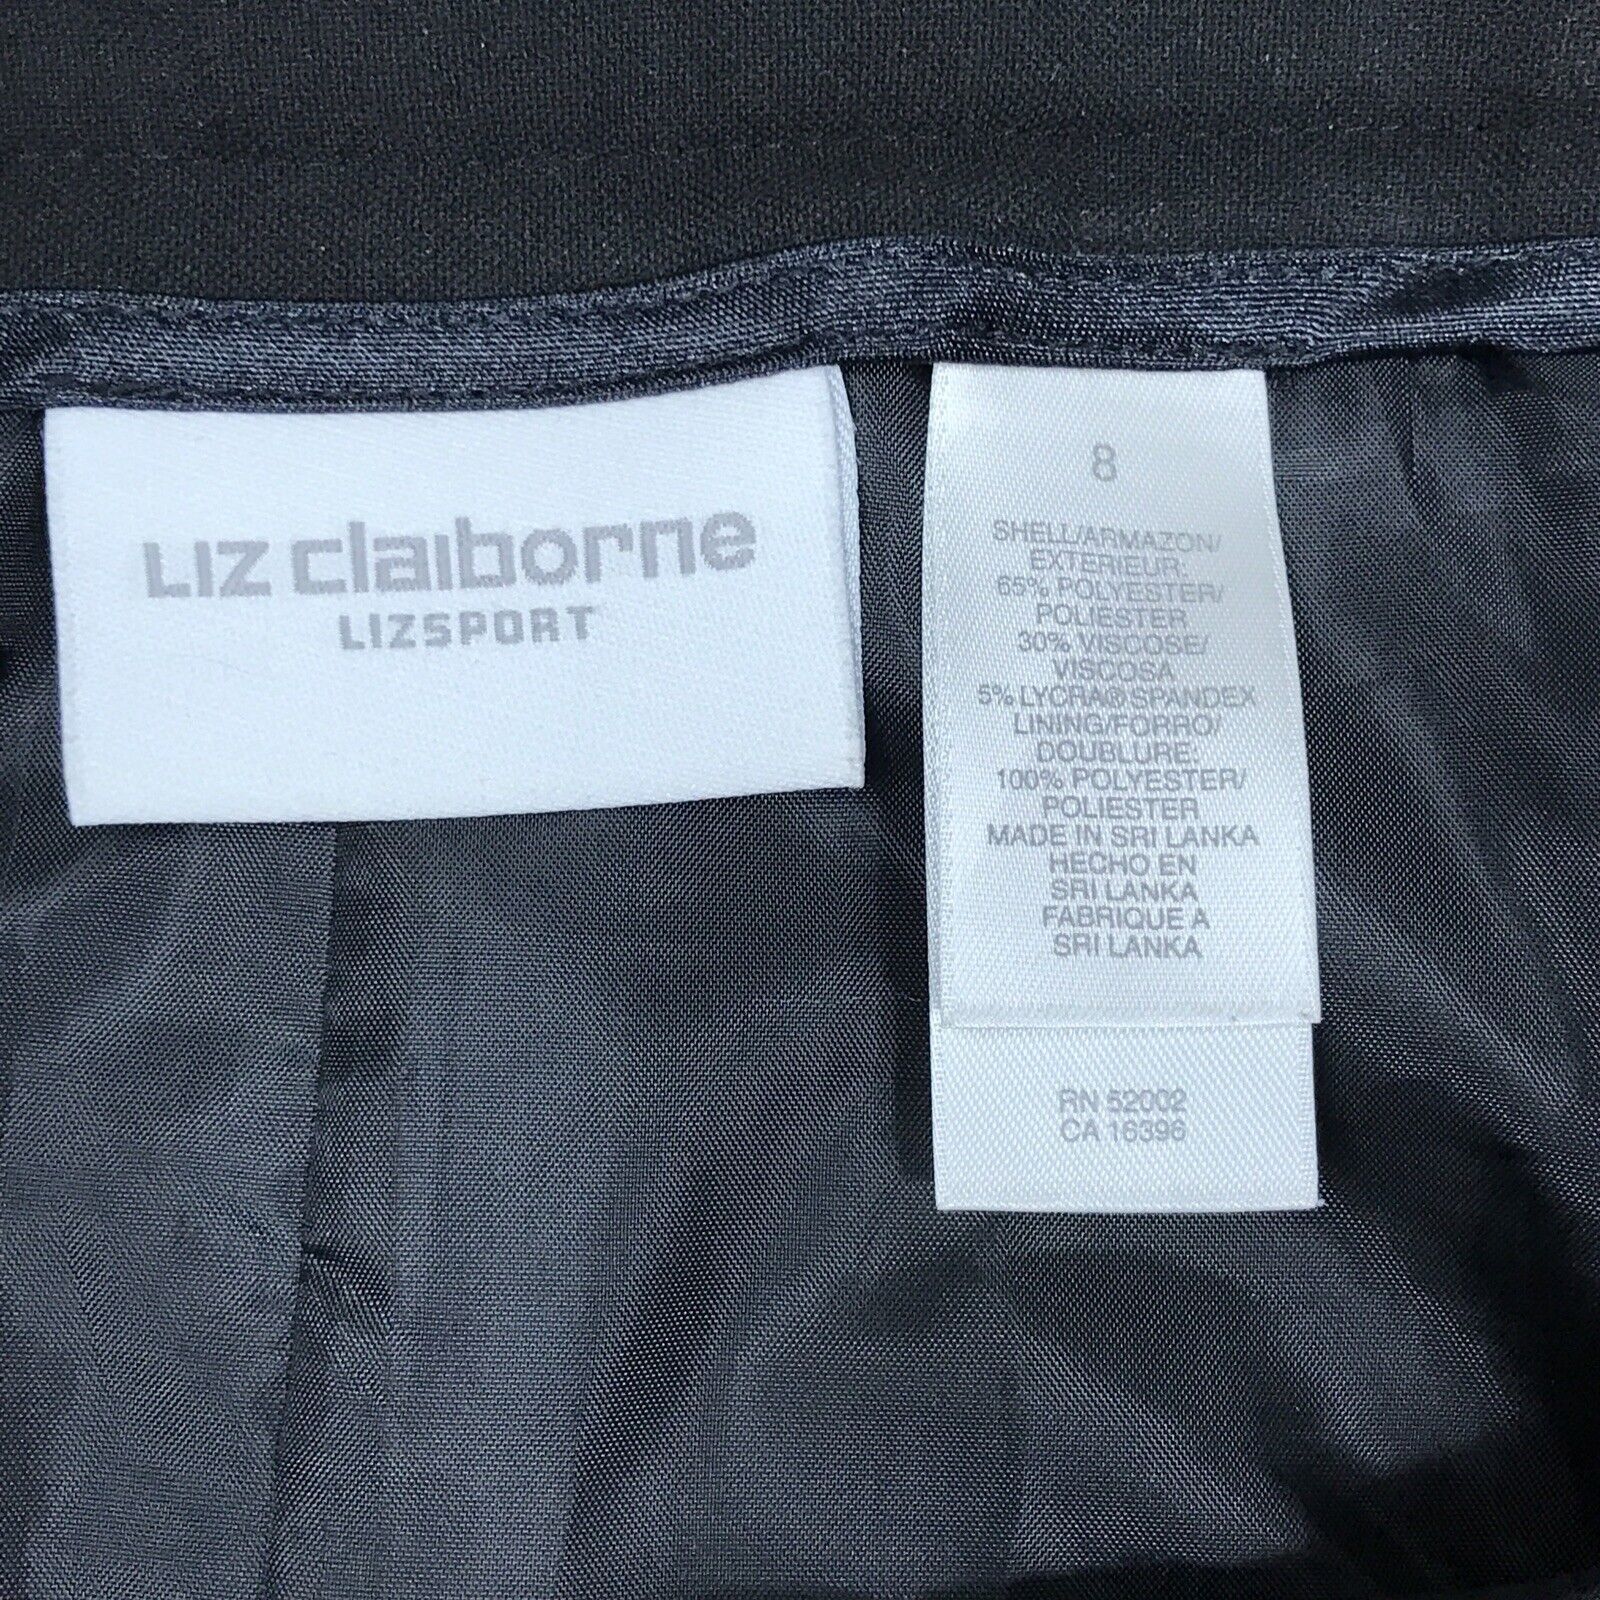 Liz claiborne
LIZSPORT
8
SHELL/ARMAZON/
EXTERIEUR:
65% POLYESTER/
POLIESTER
30% VISCOSE/
VISCOSA
5% LYCRA®SPANDEX
LINING/FORRO/
DOUBLURE:
100% POLYESTER/
POLIESTER
MADE IN SRI LANKA
HECHO EN
SRI LANKA
FABRIQUE A
SRI LANKA
RN 52002
CA 16396